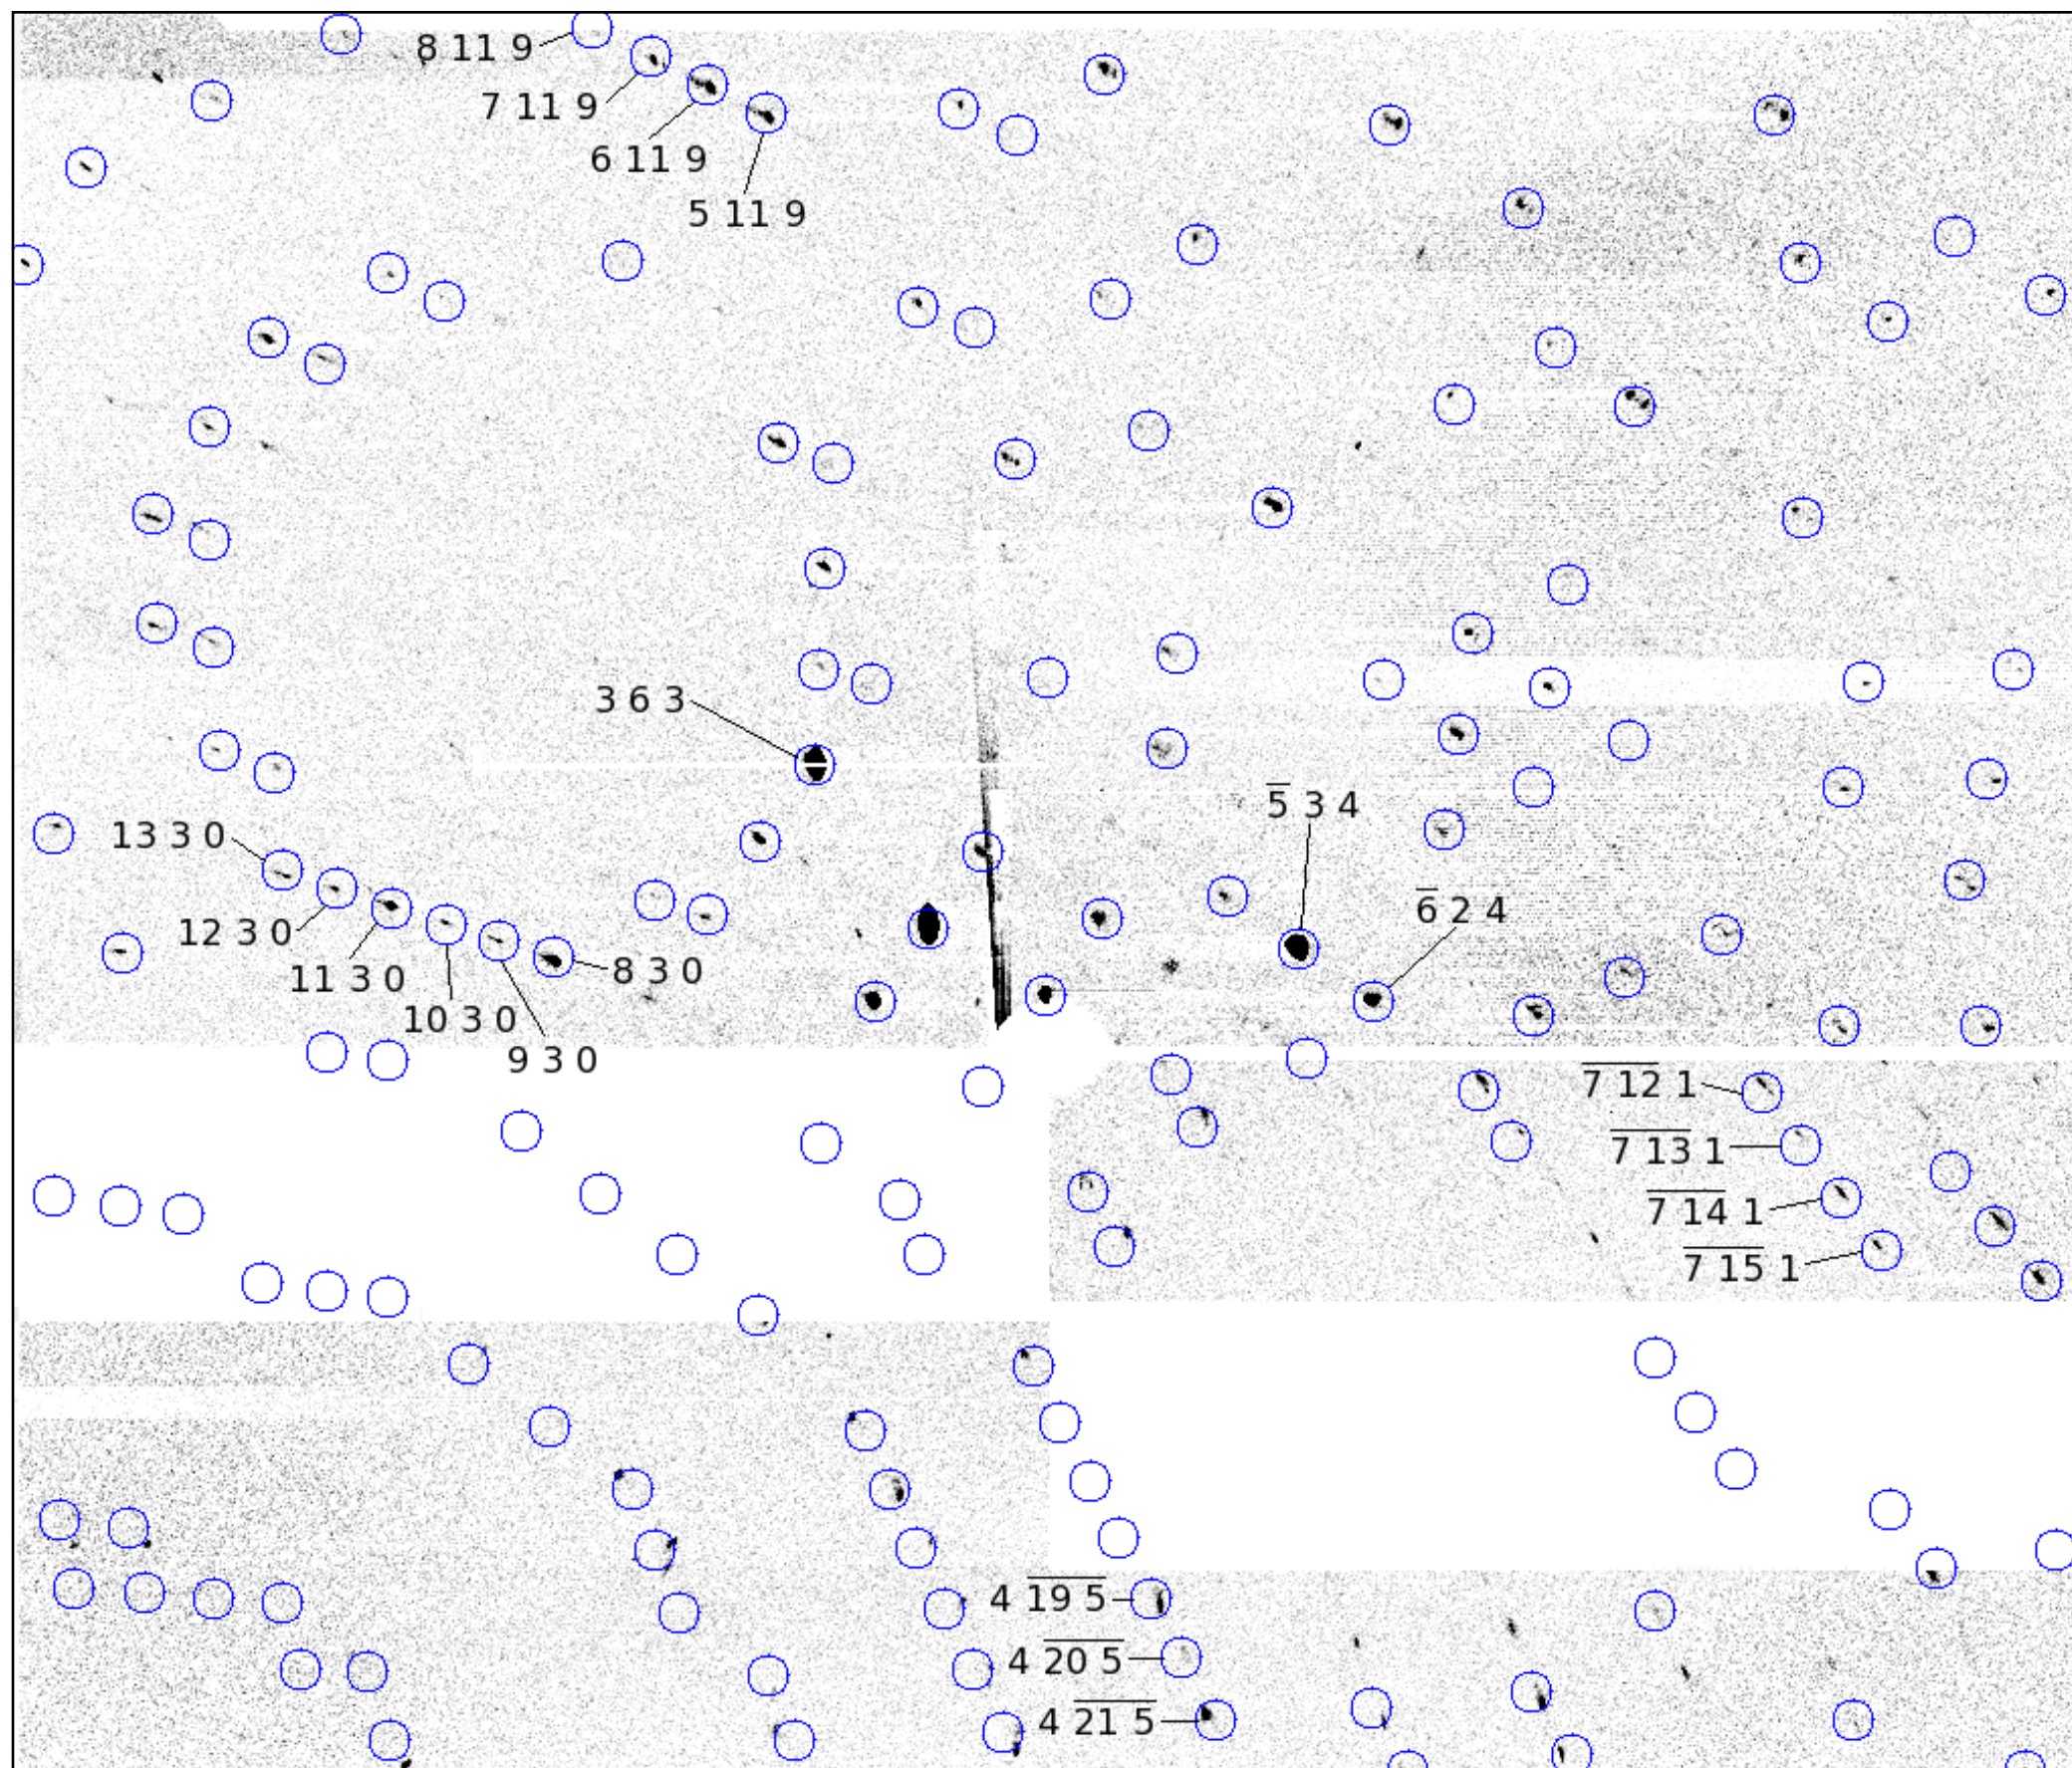 8 11 9
7 11 9
6 11 9
5 11 9
3 6 3
5̅ 3 4
13 3 0
6̅ 2 4
12 3 0
11 3 0
8 3 0
10 3 0
9 3 0
7̅ 1̅2̅ 1
7̅ 1̅3̅ 1
7̅ 1̅4̅ 1
7̅ 1̅5̅ 1
4 1̅9̅ 5̅
4 2̅0̅ 5̅
4 2̅1̅ 5̅